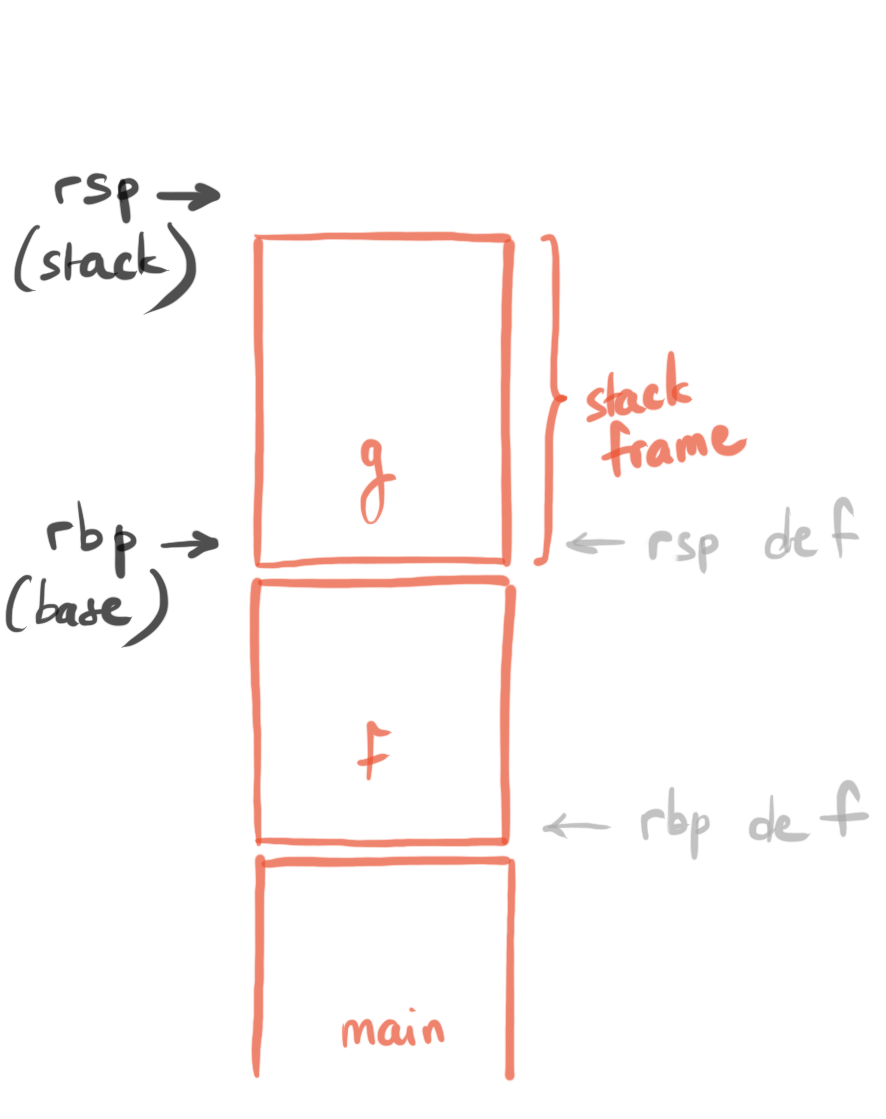 rsp →
(stack)
stack
frame
g
rbp →
(base)
← rsp de f
f
← rbp de f
main